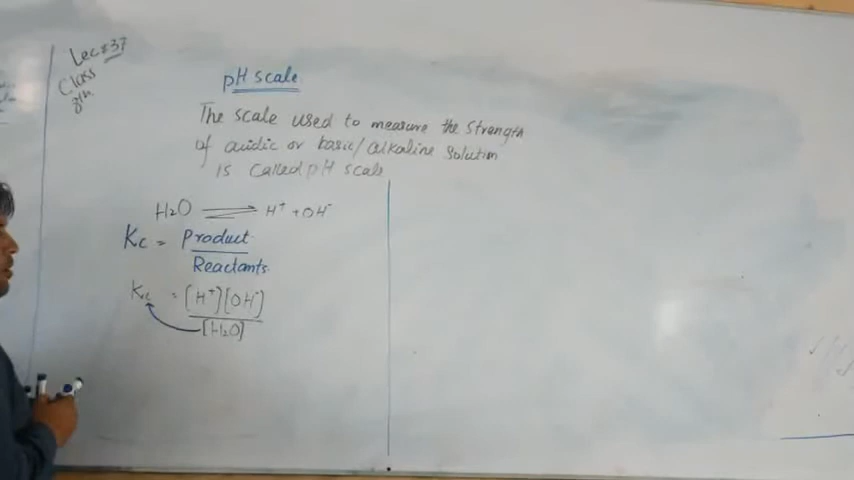 Lec#37
Class
9th
pH scale
The scale used to measure the strength
of acidic or basic/alkaline solution
is called pH scale
H₂O ⇌ H⁺ + OH⁻
Kc = Product
Reactants
Kc = [H⁺][OH⁻]
[H₂O]